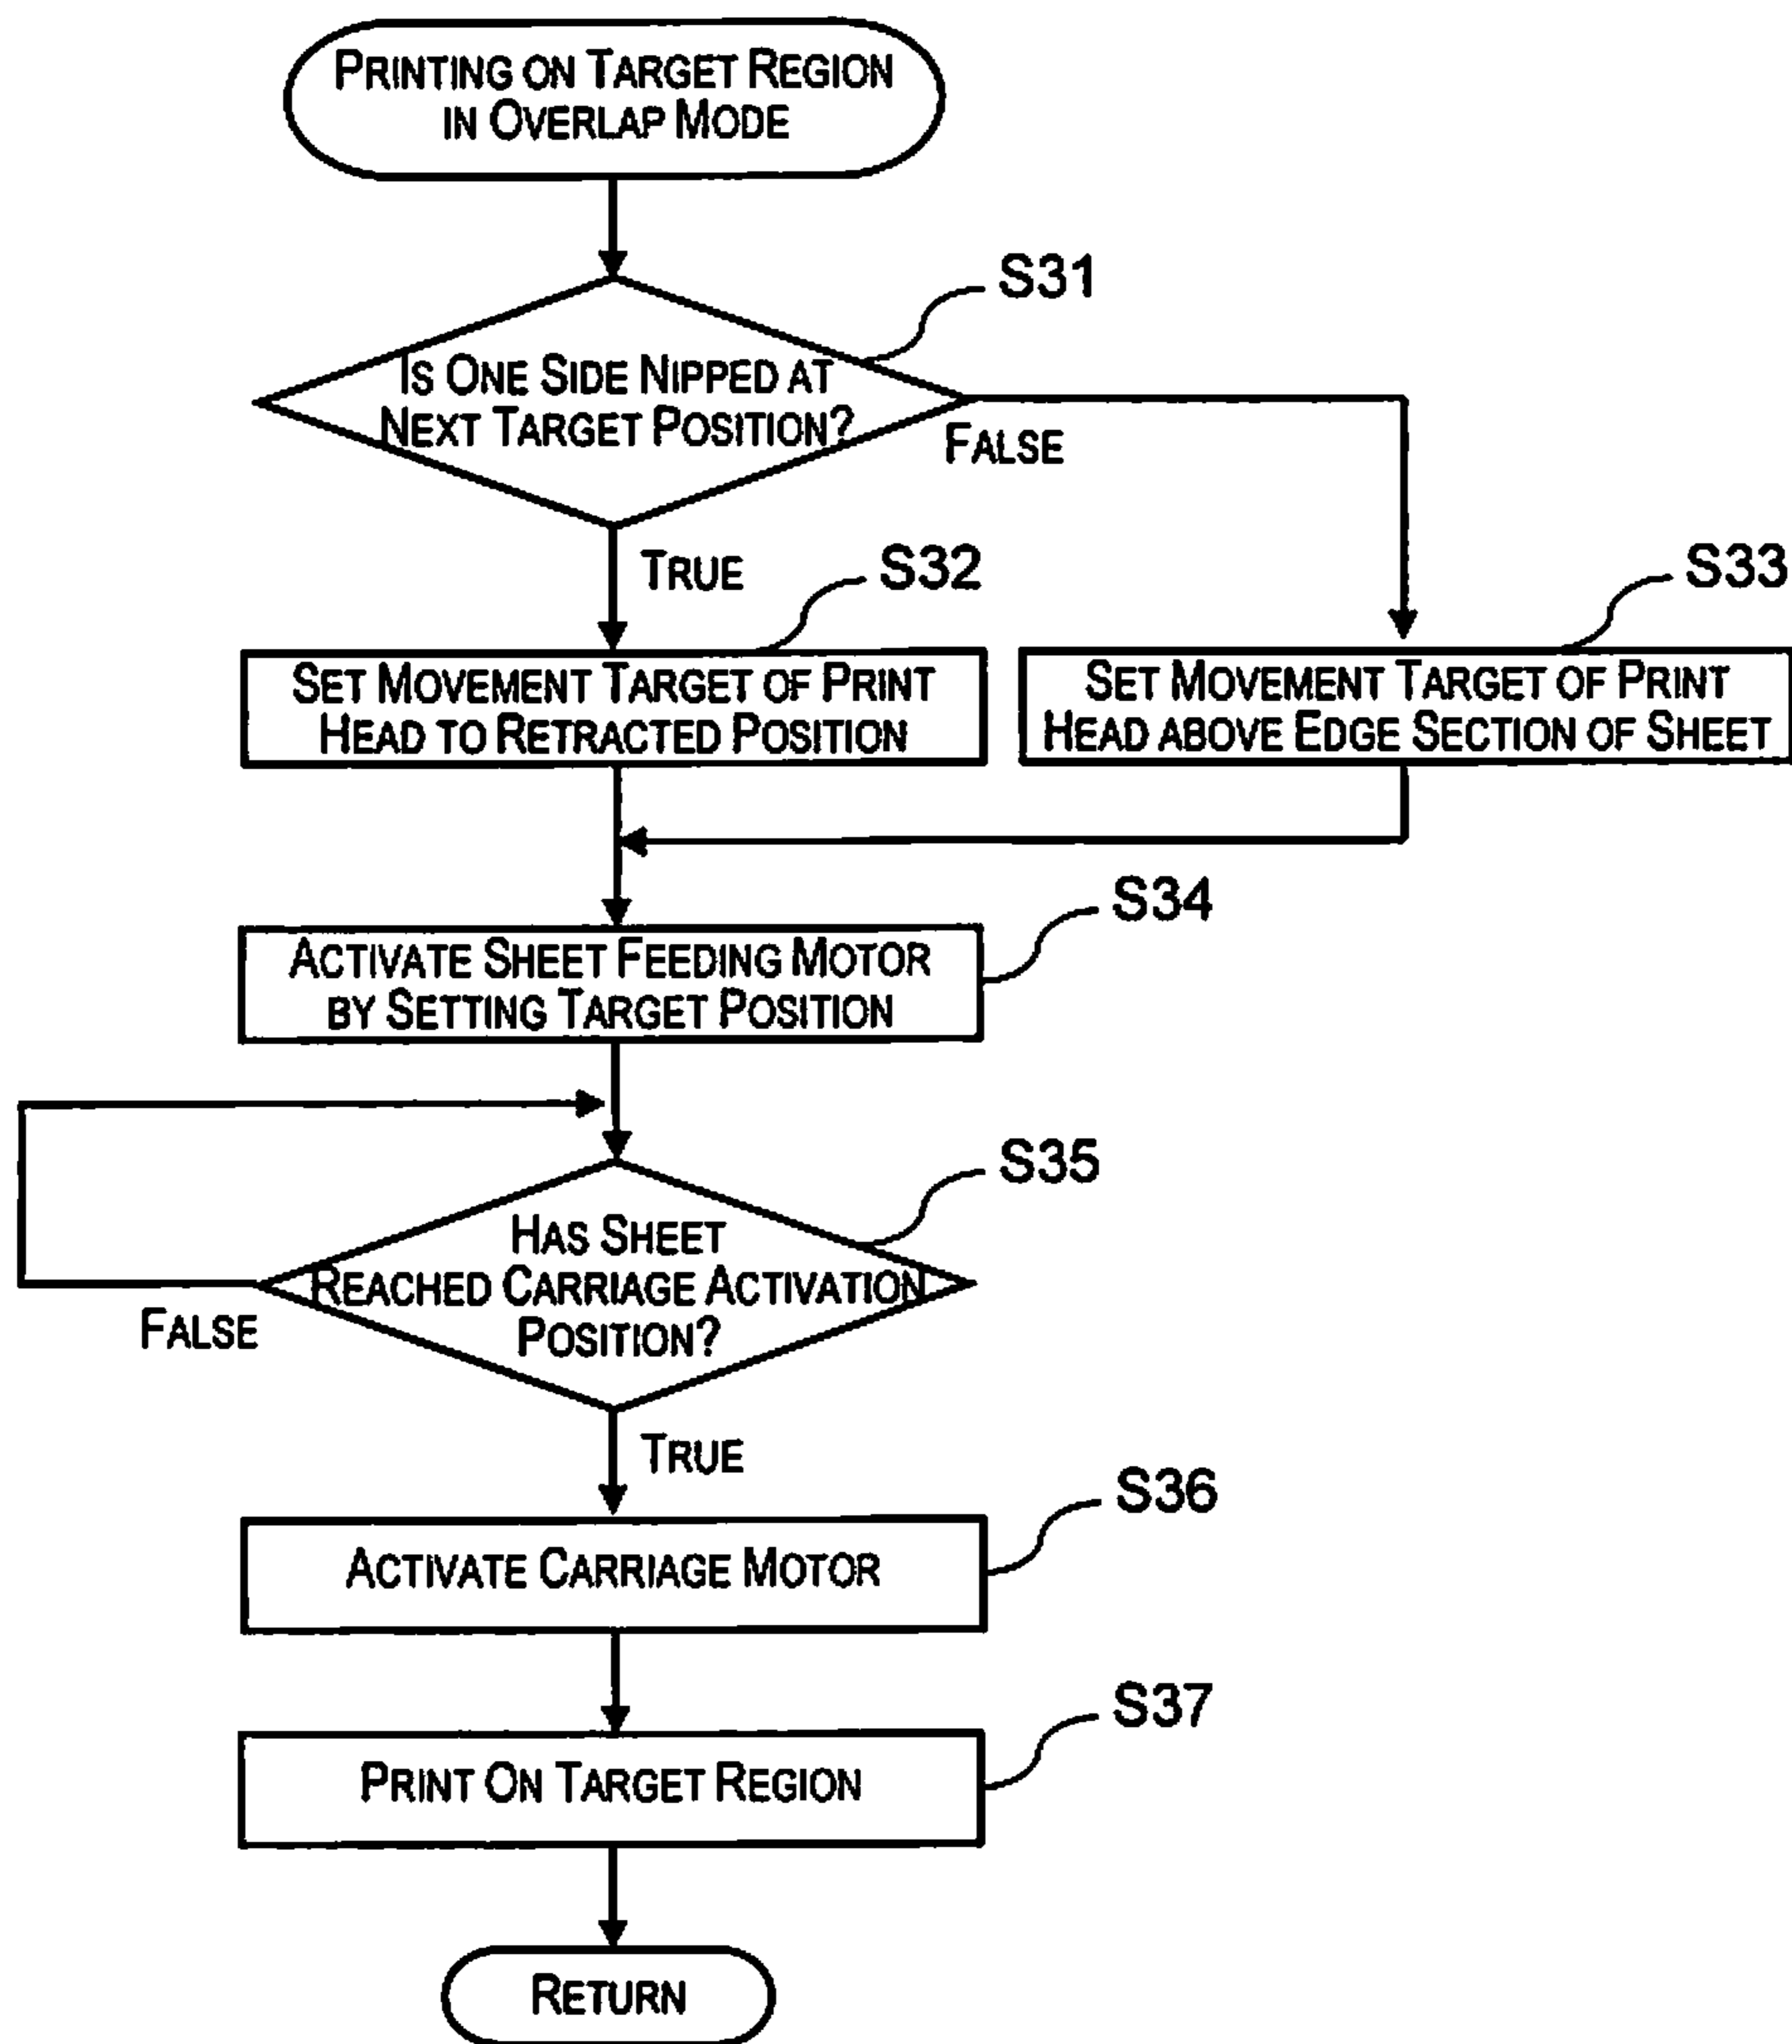 PRINTING ON TARGET REGION
IN OVERLAP MODE
S31
IS ONE SIDE NIPPED AT
NEXT TARGET POSITION?
FALSE
TRUE
S32
S33
SET MOVEMENT TARGET OF PRINT
HEAD TO RETRACTED POSITION
SET MOVEMENT TARGET OF PRINT
HEAD ABOVE EDGE SECTION OF SHEET
S34
ACTIVATE SHEET FEEDING MOTOR
BY SETTING TARGET POSITION
S35
HAS SHEET
REACHED CARRIAGE ACTIVATION
POSITION?
FALSE
TRUE
S36
ACTIVATE CARRIAGE MOTOR
S37
PRINT ON TARGET REGION
RETURN